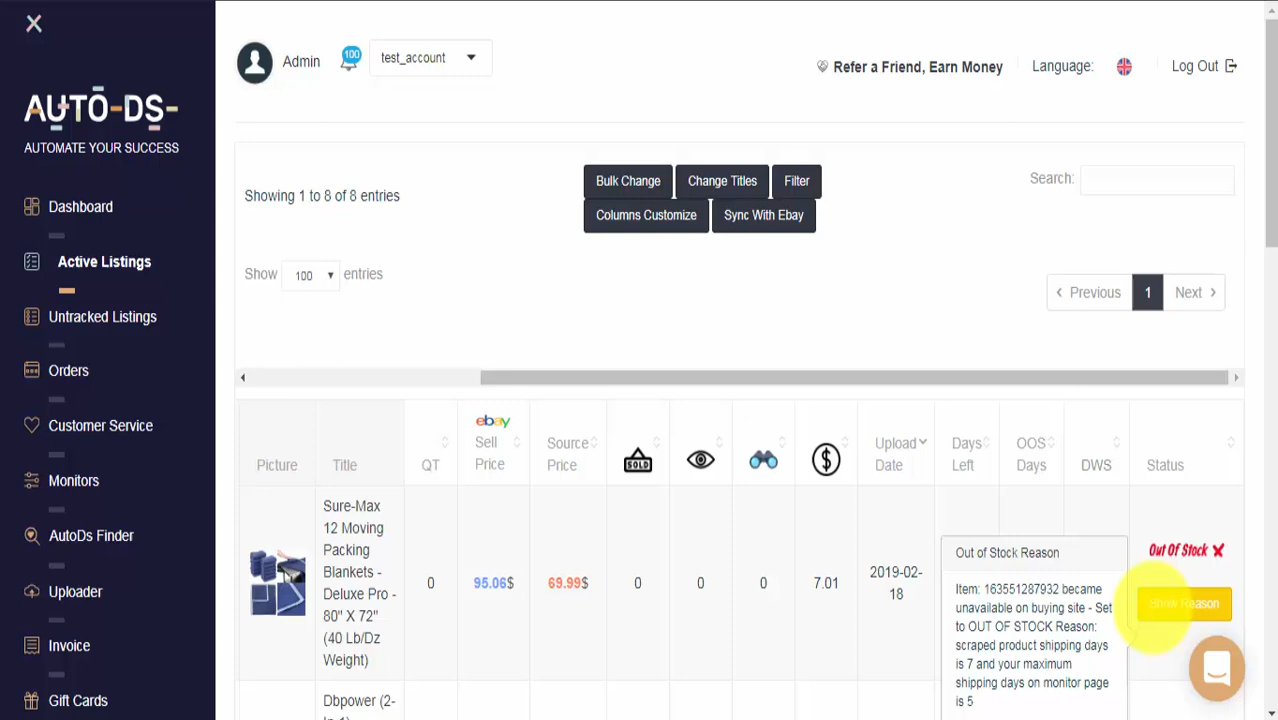 AUTO-DS-
AUTOMATE YOUR SUCCESS
Dashboard
Active Listings
Untracked Listings
Orders
Customer Service
Monitors
AutoDs Finder
Uploader
Invoice
Gift Cards
Admin
100
test_account
Refer a Friend, Earn Money
Language:
Log Out
Showing 1 to 8 of 8 entries
Bulk Change
Change Titles
Filter
Columns Customize
Sync With Ebay
Search:
Show 100 entries
Previous 1 Next
Picture
Title
QT
ebay
Sell
Price
Source
Price
SOLD
$
Upload
Date
Days
Left
OOS
Days
DWS
Status
Sure-Max
12 Moving
Packing
Blankets -
Deluxe Pro -
80" X 72"
(40 Lb/Dz
Weight)
0
95.06$
69.99$
0
0
0
7.01
2019-02-
18
Out of Stock Reason
Item: 163551287932 became
unavailable on buying site - Set
to OUT OF STOCK Reason:
scraped product shipping days
is 7 and your maximum
shipping days on monitor page
is 5
Out Of Stock
Show Reason
Dbpower (2-
In-1)